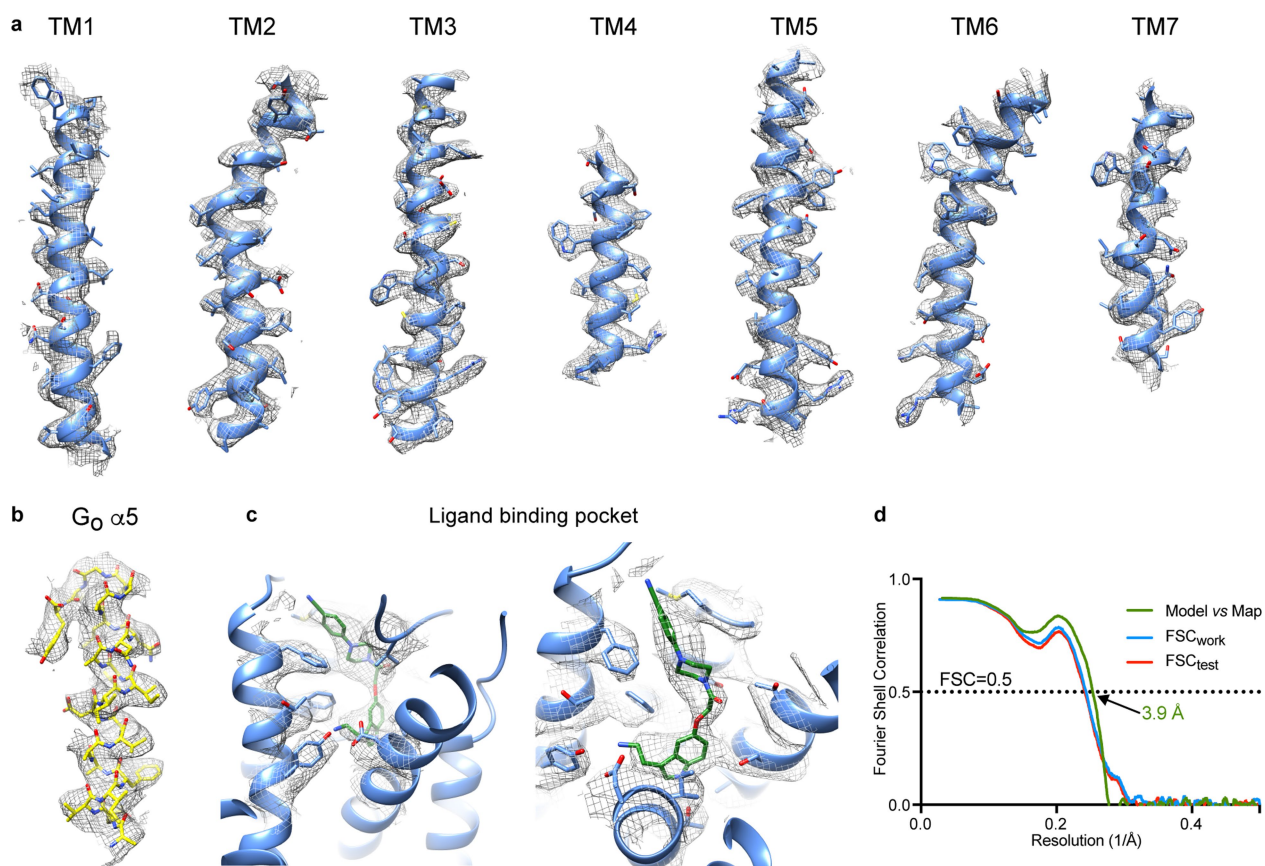 a
TM1 TM2 TM3 TM4 TM5 TM6 TM7
b
Go α5
c
Ligand binding pocket
d
1.0
0.5
0.0
Fourier Shell Correlation
Model vs Map
FSCwork
FSCtest
FSC=0.5
3.9 Å
0.0 0.2 0.4
Resolution (1/Å)